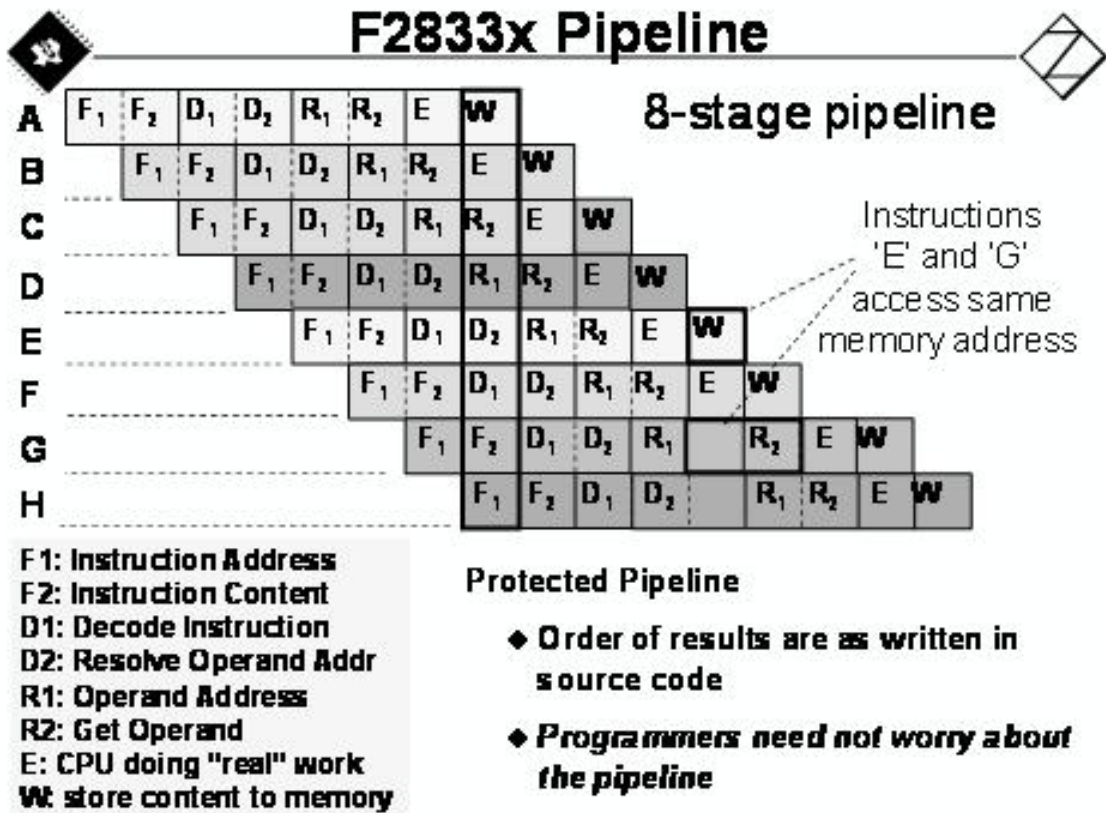 F2833x Pipeline
8-stage pipeline
A F1 F2 D1 D2 R1 R2 E W
B F1 F2 D1 D2 R1 R2 E W
C F1 F2 D1 D2 R1 R2 E W
D F1 F2 D1 D2 R1 R2 E W
E F1 F2 D1 D2 R1 R2 E W
F F1 F2 D1 D2 R1 R2 E W
G F1 F2 D1 D2 R1 R2 E W
H F1 F2 D1 D2 R1 R2 E W
Instructions
'E' and 'G'
access same
memory address
F1: Instruction Address
F2: Instruction Content
D1: Decode Instruction
D2: Resolve Operand Addr
R1: Operand Address
R2: Get Operand
E: CPU doing "real" work
W: store content to memory
Protected Pipeline
◆ Order of results are as written in
source code
◆ Programmers need not worry about
the pipeline